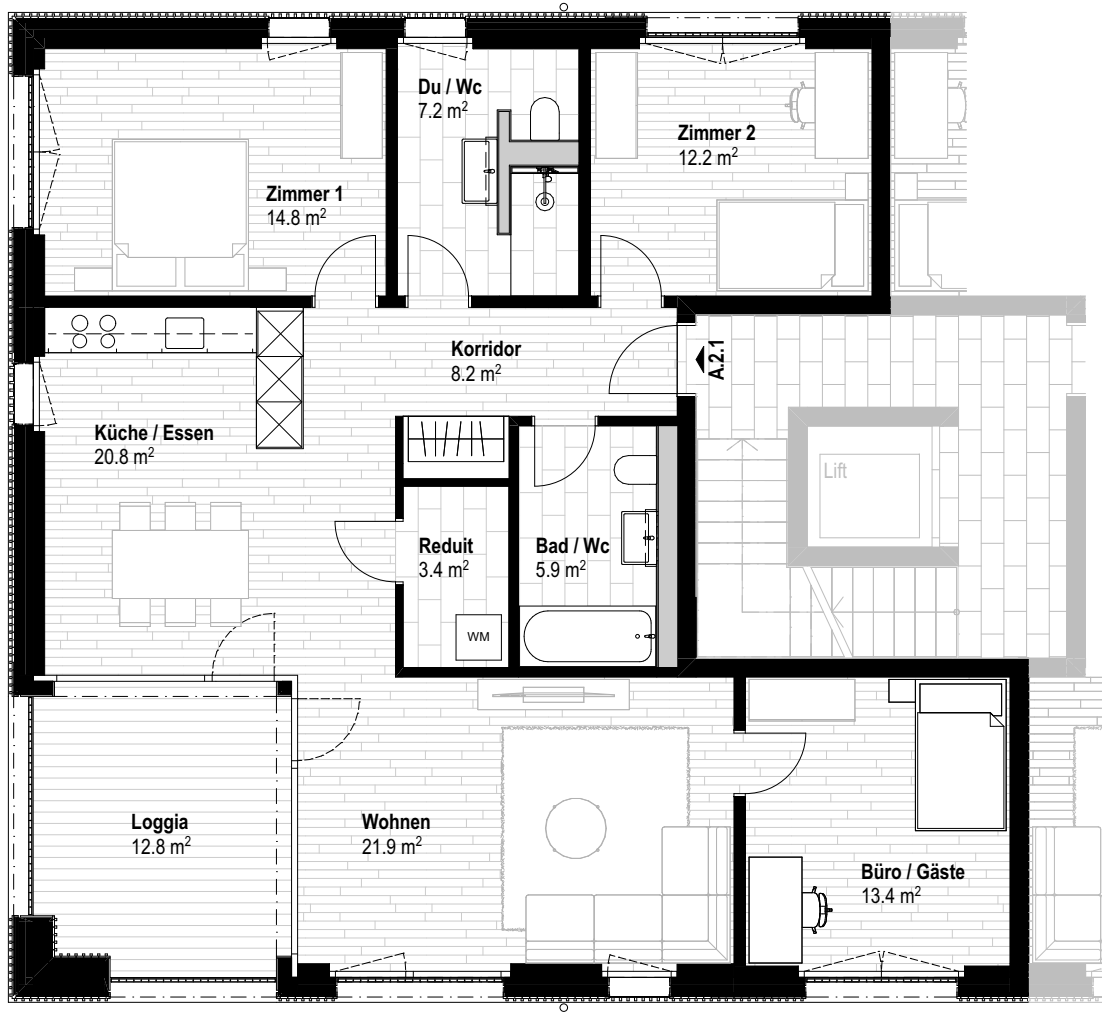 Du / Wc
7.2 m²
Zimmer 2
12.2 m²
Zimmer 1
14.8 m²
Korridor
8.2 m²
A.2.1
Küche / Essen
20.8 m²
Lift
Reduit
3.4 m²
Bad / Wc
5.9 m²
WM
Loggia
12.8 m²
Wohnen
21.9 m²
Büro / Gäste
13.4 m²